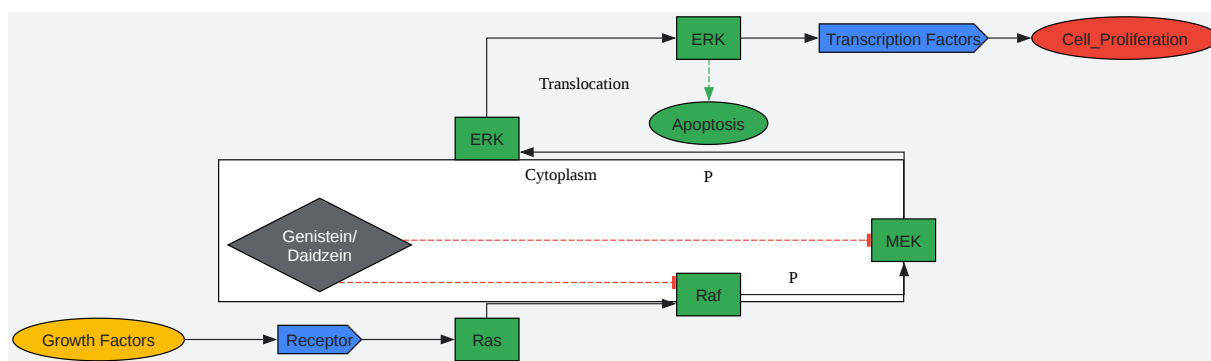 ERK
Transcription Factors
Cell_Proliferation
Translocation
Apoptosis
ERK
Cytoplasm
P
Genistein/
Daidzein
MEK
P
Raf
Growth Factors
Receptor
Ras